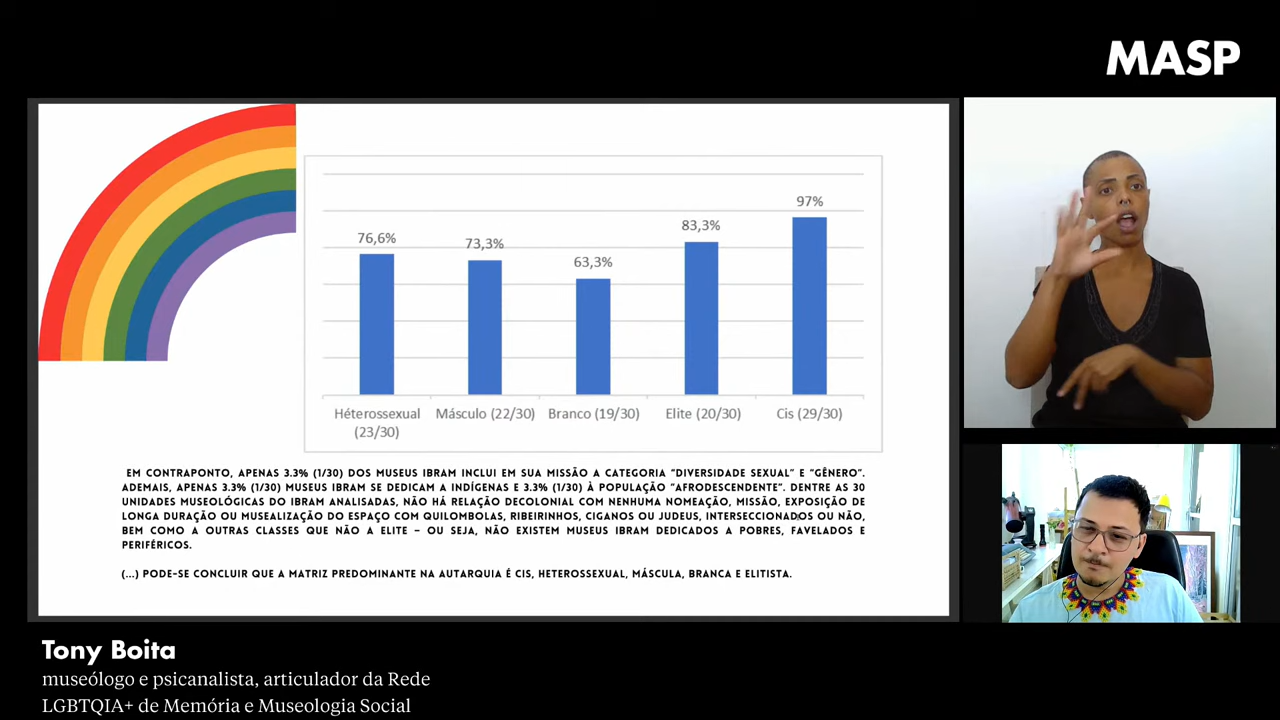 MASP
76,6%
73,3%
63,3%
83,3%
97%
Héterossexual
(23/30)
Másculo (22/30)
Branco (19/30)
Elite (20/30)
Cis (29/30)
EM CONTRAPONTO, APENAS 3.3% (1/30) DOS MUSEUS IBRAM INCLUI EM SUA MISSÃO A CATEGORIA "DIVERSIDADE SEXUAL" E "GÊNERO".
ADEMAIS, APENAS 3.3% (1/30) MUSEUS IBRAM SE DEDICAM A INDÍGENAS E 3.3% (1/30) À POPULAÇÃO "AFRODESCENDENTE". DENTRE AS 30
UNIDADES MUSEOLÓGICAS DO IBRAM ANALISADAS, NÃO HÁ RELAÇÃO DECOLONIAL COM NENHUMA NOMEAÇÃO, MISSÃO, EXPOSIÇÃO DE
LONGA DURAÇÃO OU MUSEALIZAÇÃO DO ESPAÇO COM QUILOMBOLAS, RIBEIRINHOS, CIGANOS OU JUDEUS, INTERSECCIONADOS OU NÃO,
BEM COMO A OUTRAS CLASSES QUE NÃO A ELITE – OU SEJA, NÃO EXISTEM MUSEUS IBRAM DEDICADOS A POBRES, FAVELADOS E
PERIFÉRICOS.
(...) PODE-SE CONCLUIR QUE A MATRIZ PREDOMINANTE NA AUTARQUIA É CIS, HETEROSSEXUAL, MÁSCULA, BRANCA E ELITISTA.
Tony Boita
museólogo e psicanalista, articulador da Rede
LGBTQIA+ de Memória e Museologia Social